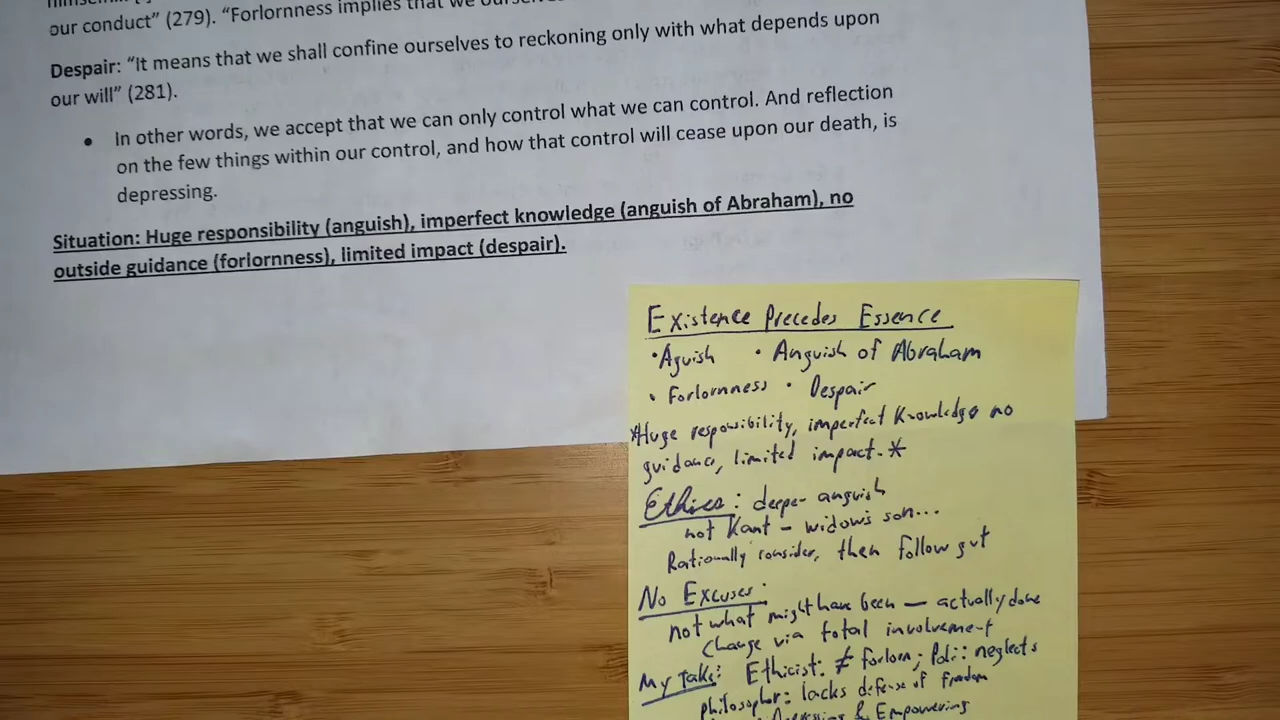 our conduct” (279). “Forlornness implies that we
Despair: “It means that we shall confine ourselves to reckoning only with what depends upon
our will” (281).
• In other words, we accept that we can only control what we can control. And reflection
on the few things within our control, and how that control will cease upon our death, is
depressing.
Situation: Huge responsibility (anguish), imperfect knowledge (anguish of Abraham), no
outside guidance (forlornness), limited impact (despair).
Existence Precedes Essence
• Aguish • Anguish of Abraham
• Forlornness • Despair
*Huge responsibility, imperfect Knowledge no
guidance, limited impact.*
Ethics: deeper anguish
not Kant – widow's son...
Rationally consider, then follow gut
No Excuses:
not what might have been — actually done
Change via total involvement
My Take: Ethicist: ≠ forlorn; Poli: neglects
philosopher: lacks defense of freedom
& Empowering